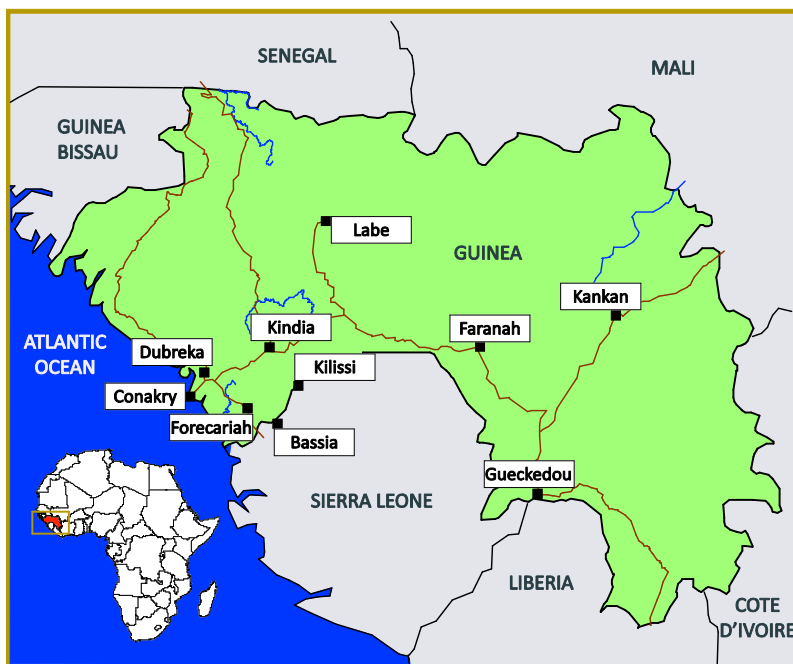 SENEGAL
MALI
GUINEA
BISSAU
Labe
GUINEA
Kankan
Kindia
Faranah
ATLANTIC
OCEAN
Dubreka
Kilissi
Conakry
Forecariah
Bassia
Gueckedou
SIERRA LEONE
LIBERIA
COTE
D'IVOIRE